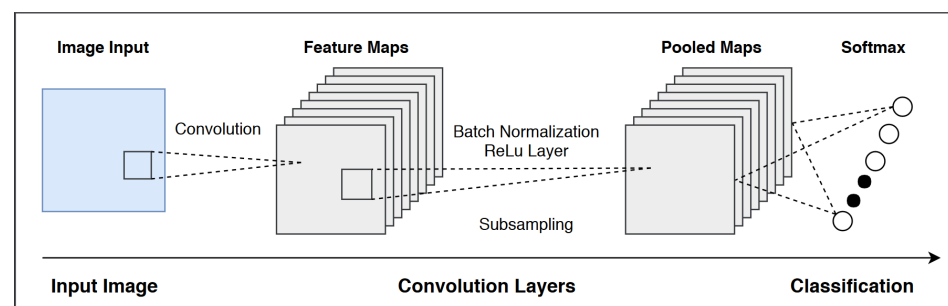 Image Input
Feature Maps
Pooled Maps
Softmax
Convolution
Batch Normalization
ReLu Layer
Subsampling
Input Image
Convolution Layers
Classification